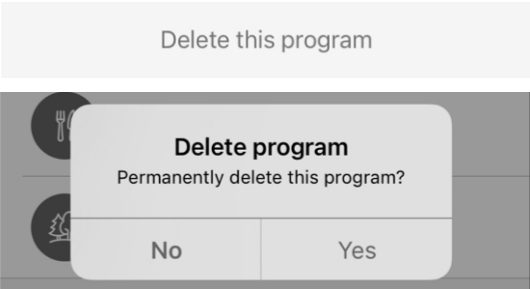 Delete this program
Delete program
Permanently delete this program?
No
Yes